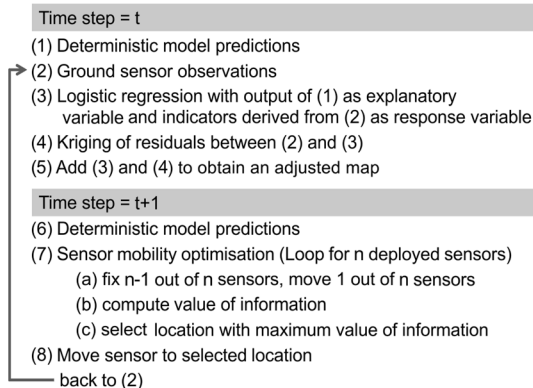 Time step = t
(1) Deterministic model predictions
(2) Ground sensor observations
(3) Logistic regression with output of (1) as explanatory
variable and indicators derived from (2) as response variable
(4) Kriging of residuals between (2) and (3)
(5) Add (3) and (4) to obtain an adjusted map
Time step = t+1
(6) Deterministic model predictions
(7) Sensor mobility optimisation (Loop for n deployed sensors)
(a) fix n-1 out of n sensors, move 1 out of n sensors
(b) compute value of information
(c) select location with maximum value of information
(8) Move sensor to selected location
back to (2)